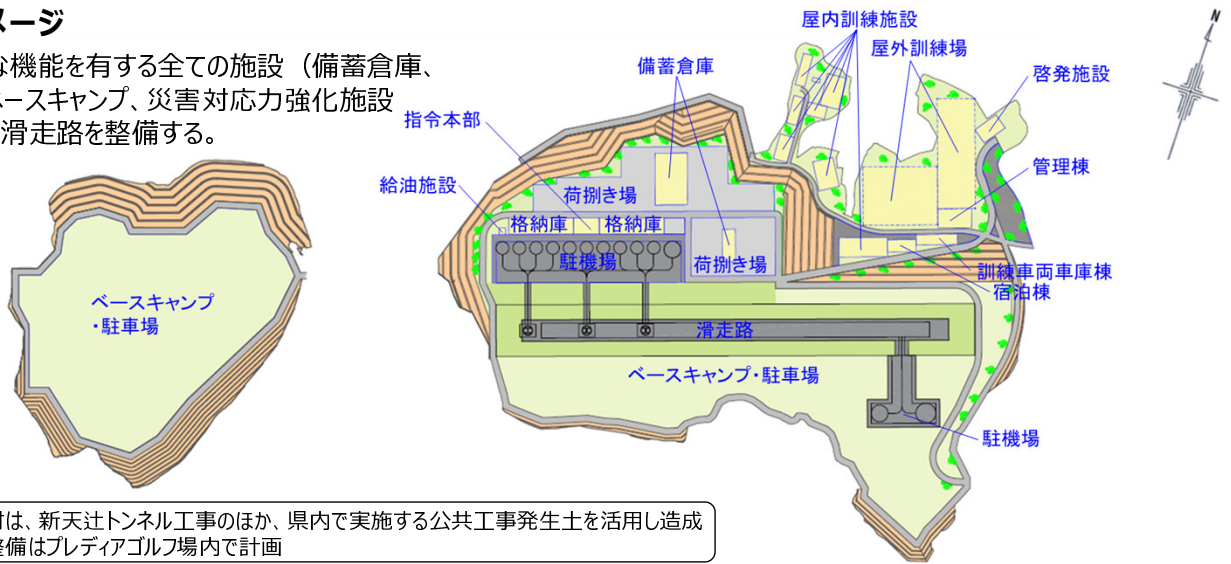 メージ
な機能を有する全ての施設（備蓄倉庫、
ベースキャンプ、災害対応力強化施設
滑走路を整備する。
N
屋内訓練施設
屋外訓練場
備蓄倉庫
啓発施設
指令本部
管理棟
給油施設
荷捌き場
格納庫
格納庫
駐機場
荷捌き場
訓練車両車庫棟
宿泊棟
ベースキャンプ
・駐車場
滑走路
ベースキャンプ・駐車場
駐機場
は、新天辻トンネル工事のほか、県内で実施する公共工事発生土を活用し造成
整備はプレディアゴルフ場内で計画